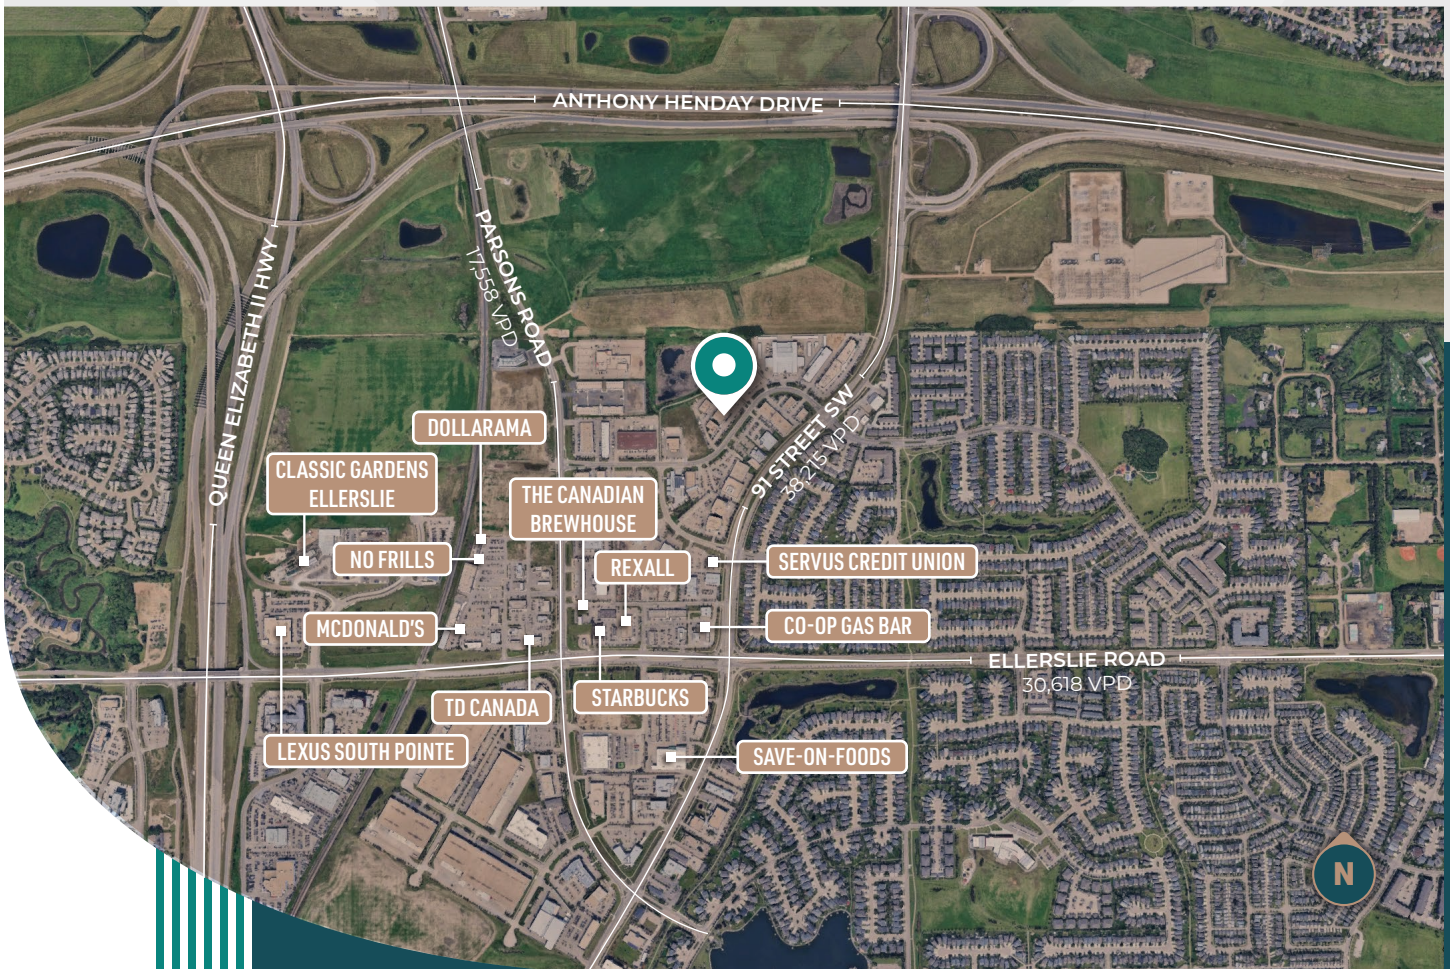 ANTHONY HENDAY DRIVE
PARSONS ROAD
17,558 VPD
QUEEN ELIZABETH II HWY
91 STREET SW
38,215 VPD
DOLLARAMA
CLASSIC GARDENS
ELLERSLIE
THE CANADIAN
BREWHOUSE
NO FRILLS
REXALL
SERVUS CREDIT UNION
MCDONALD'S
CO-OP GAS BAR
ELLERSLIE ROAD
30,618 VPD
TD CANADA
STARBUCKS
LEXUS SOUTH POINTE
SAVE-ON-FOODS
N